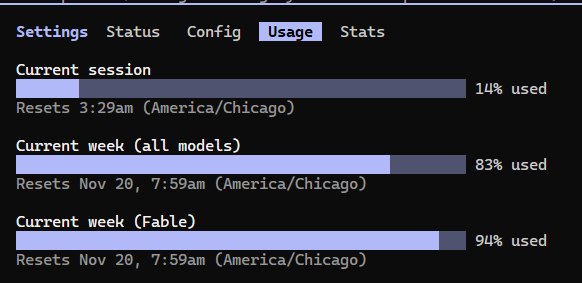 Settings Status Config Usage Stats
Current session
14% used
Resets 3:29am (America/Chicago)
Current week (all models)
83% used
Resets Nov 20, 7:59am (America/Chicago)
Current week (Fable)
94% used
Resets Nov 20, 7:59am (America/Chicago)